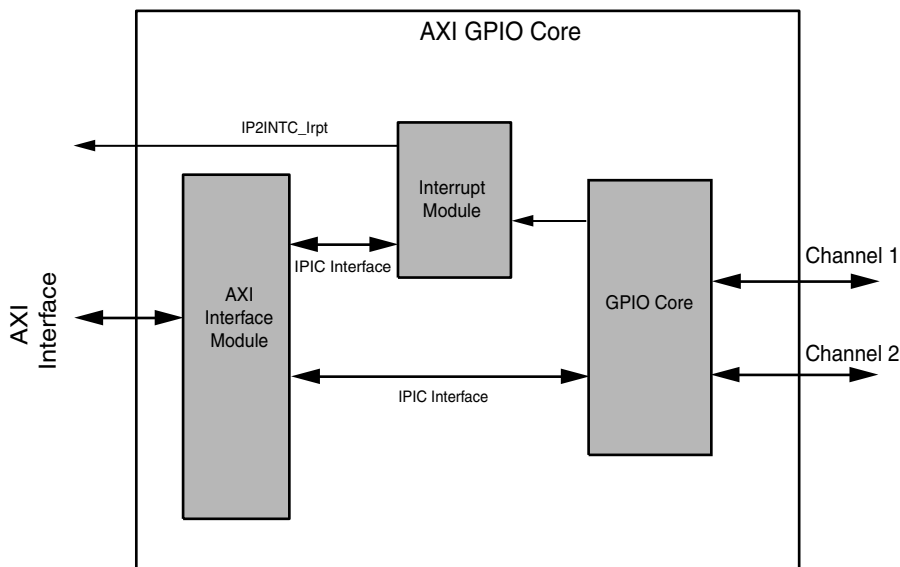 AXI GPIO Core
IP2INTC_Irpt
Interrupt
Module
IPIC Interface
AXI
Interface
Module
GPIO Core
Channel 1
Channel 2
AXI
Interface
IPIC Interface